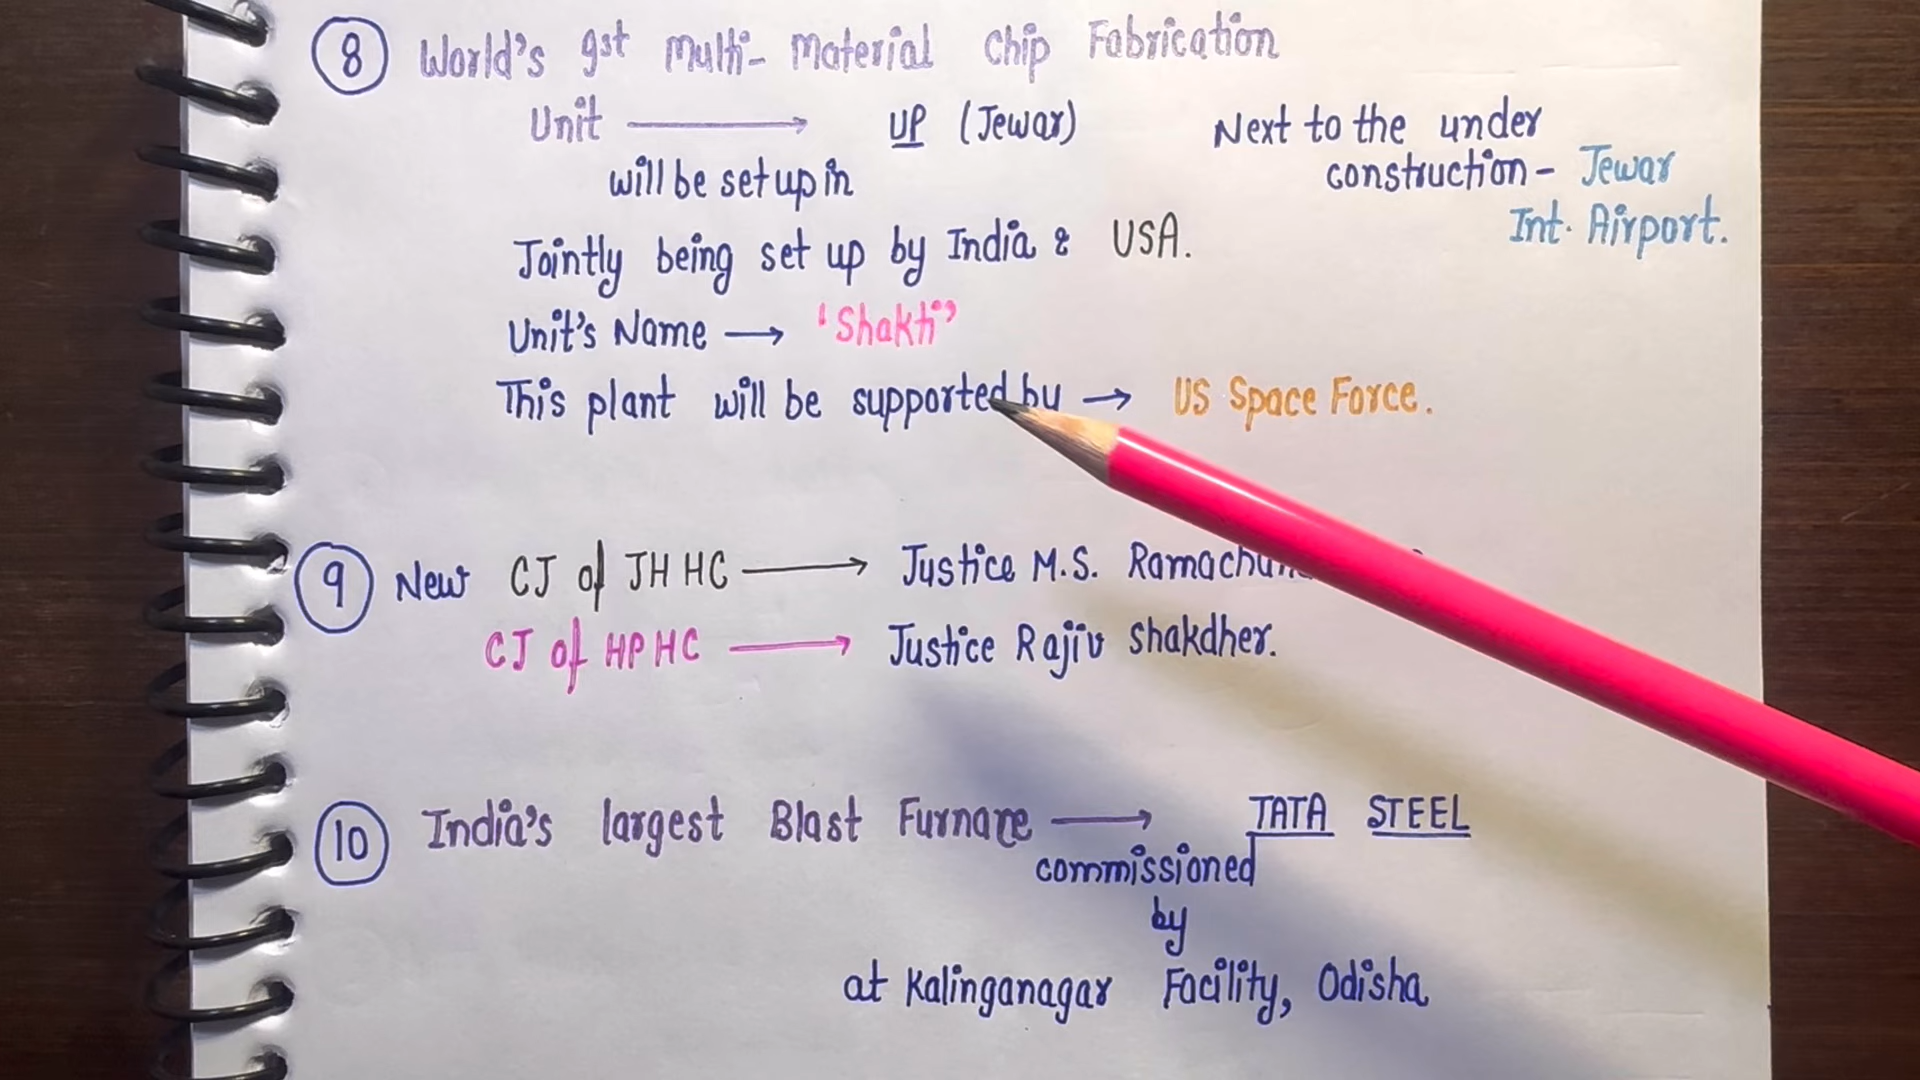 8 World's 1st Multi-Material Chip Fabrication
Unit → UP (Jewar) Next to the under
construction- Jewar
will be set up in
Int. Airport.
Jointly being set up by India & USA.
Unit's Name → 'Shakti'
This plant will be supported by → US Space Force.
9 New CJ of JH HC → Justice M.S.
CJ of HP HC → Justice Rajiv Shakdher.
10 India's largest Blast Furnace → TATA STEEL
commissioned
by
at Kalinganagar Facility, Odisha